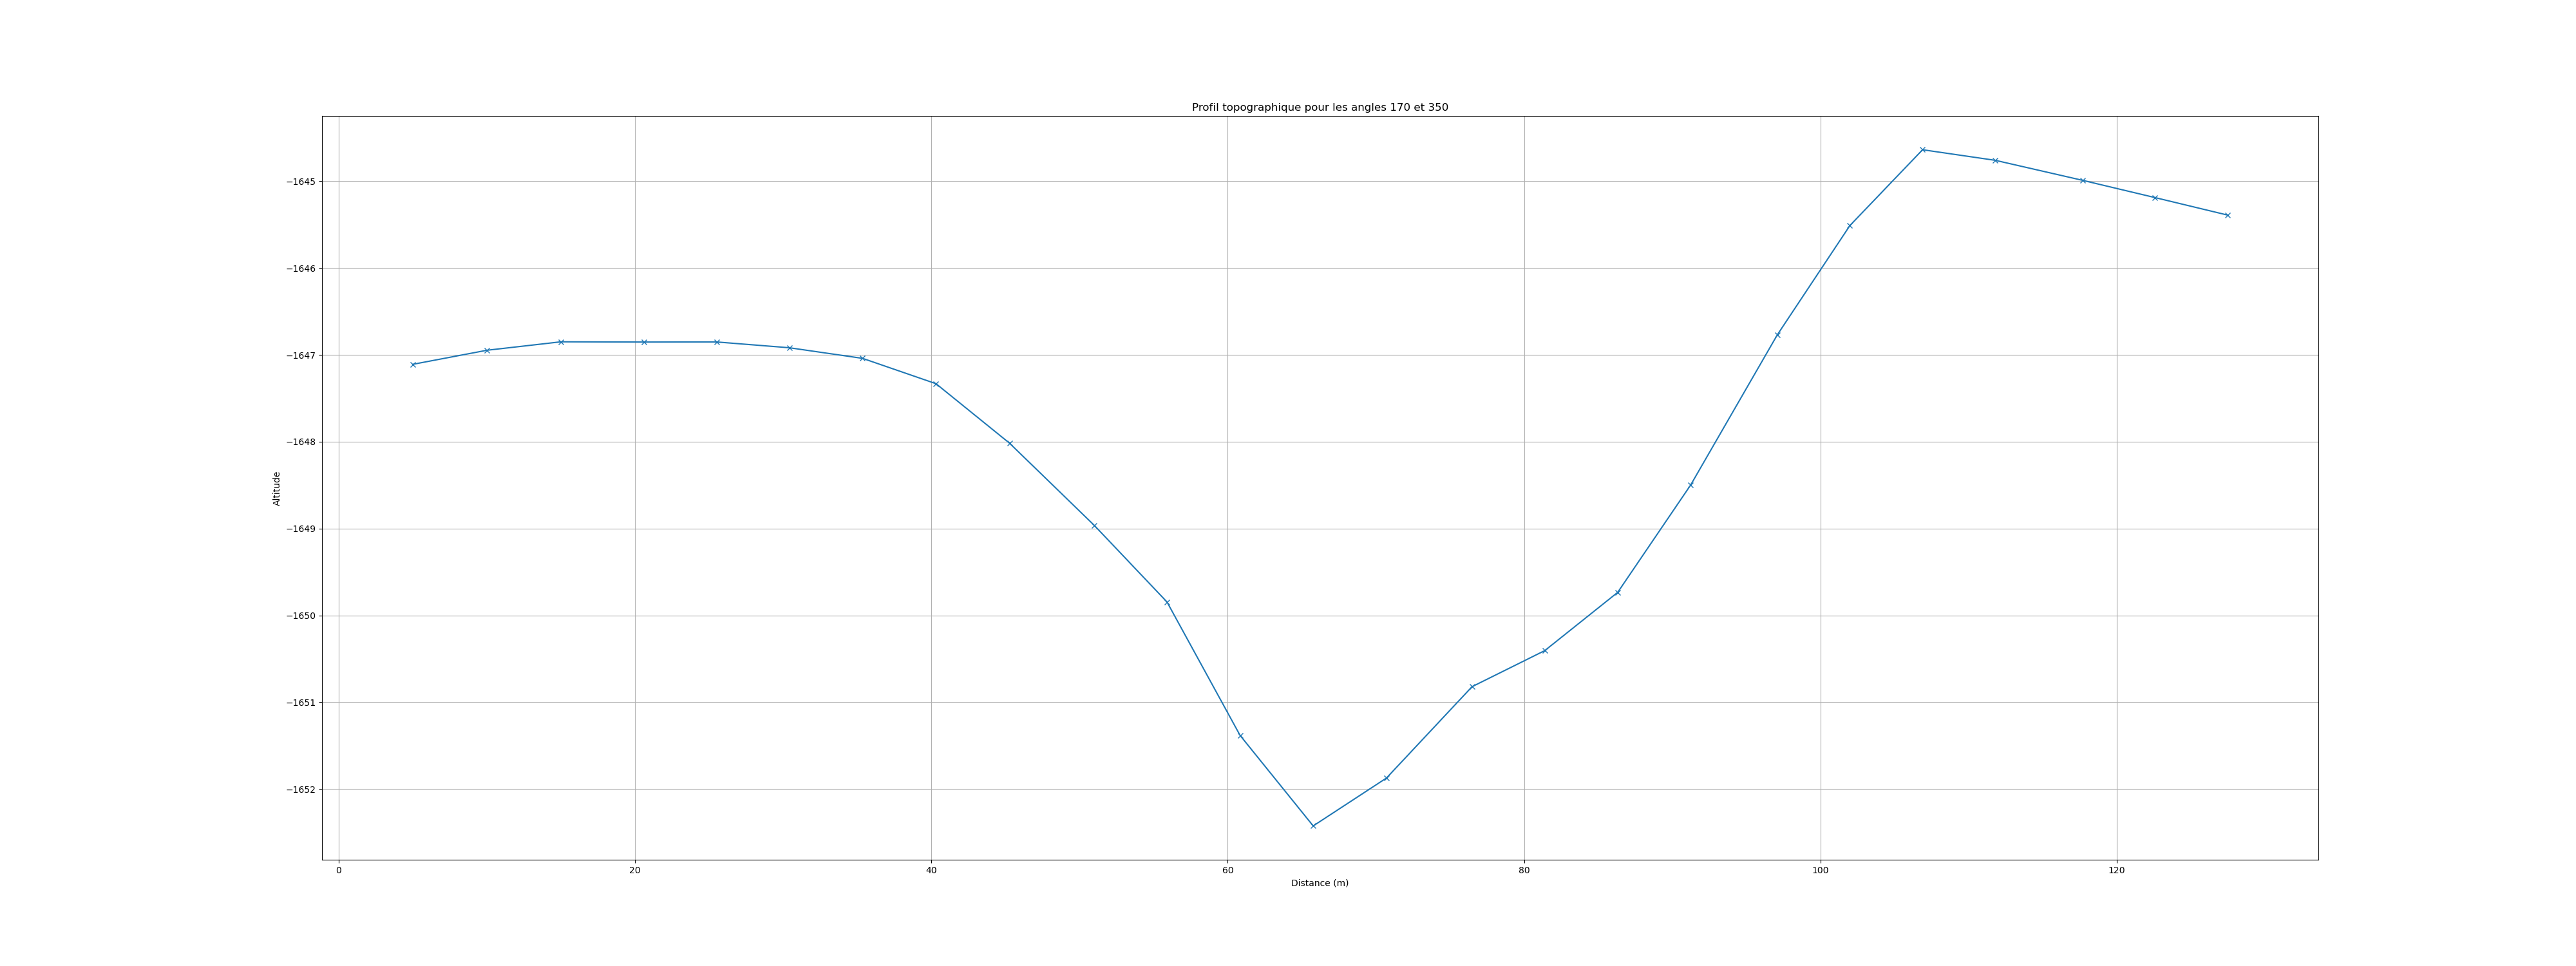 Profil topographique pour les angles 170 et 350
Altitude
−1645
−1646
−1647
−1648
−1649
−1650
−1651
−1652
0 20 40 60 80 100 120
Distance (m)